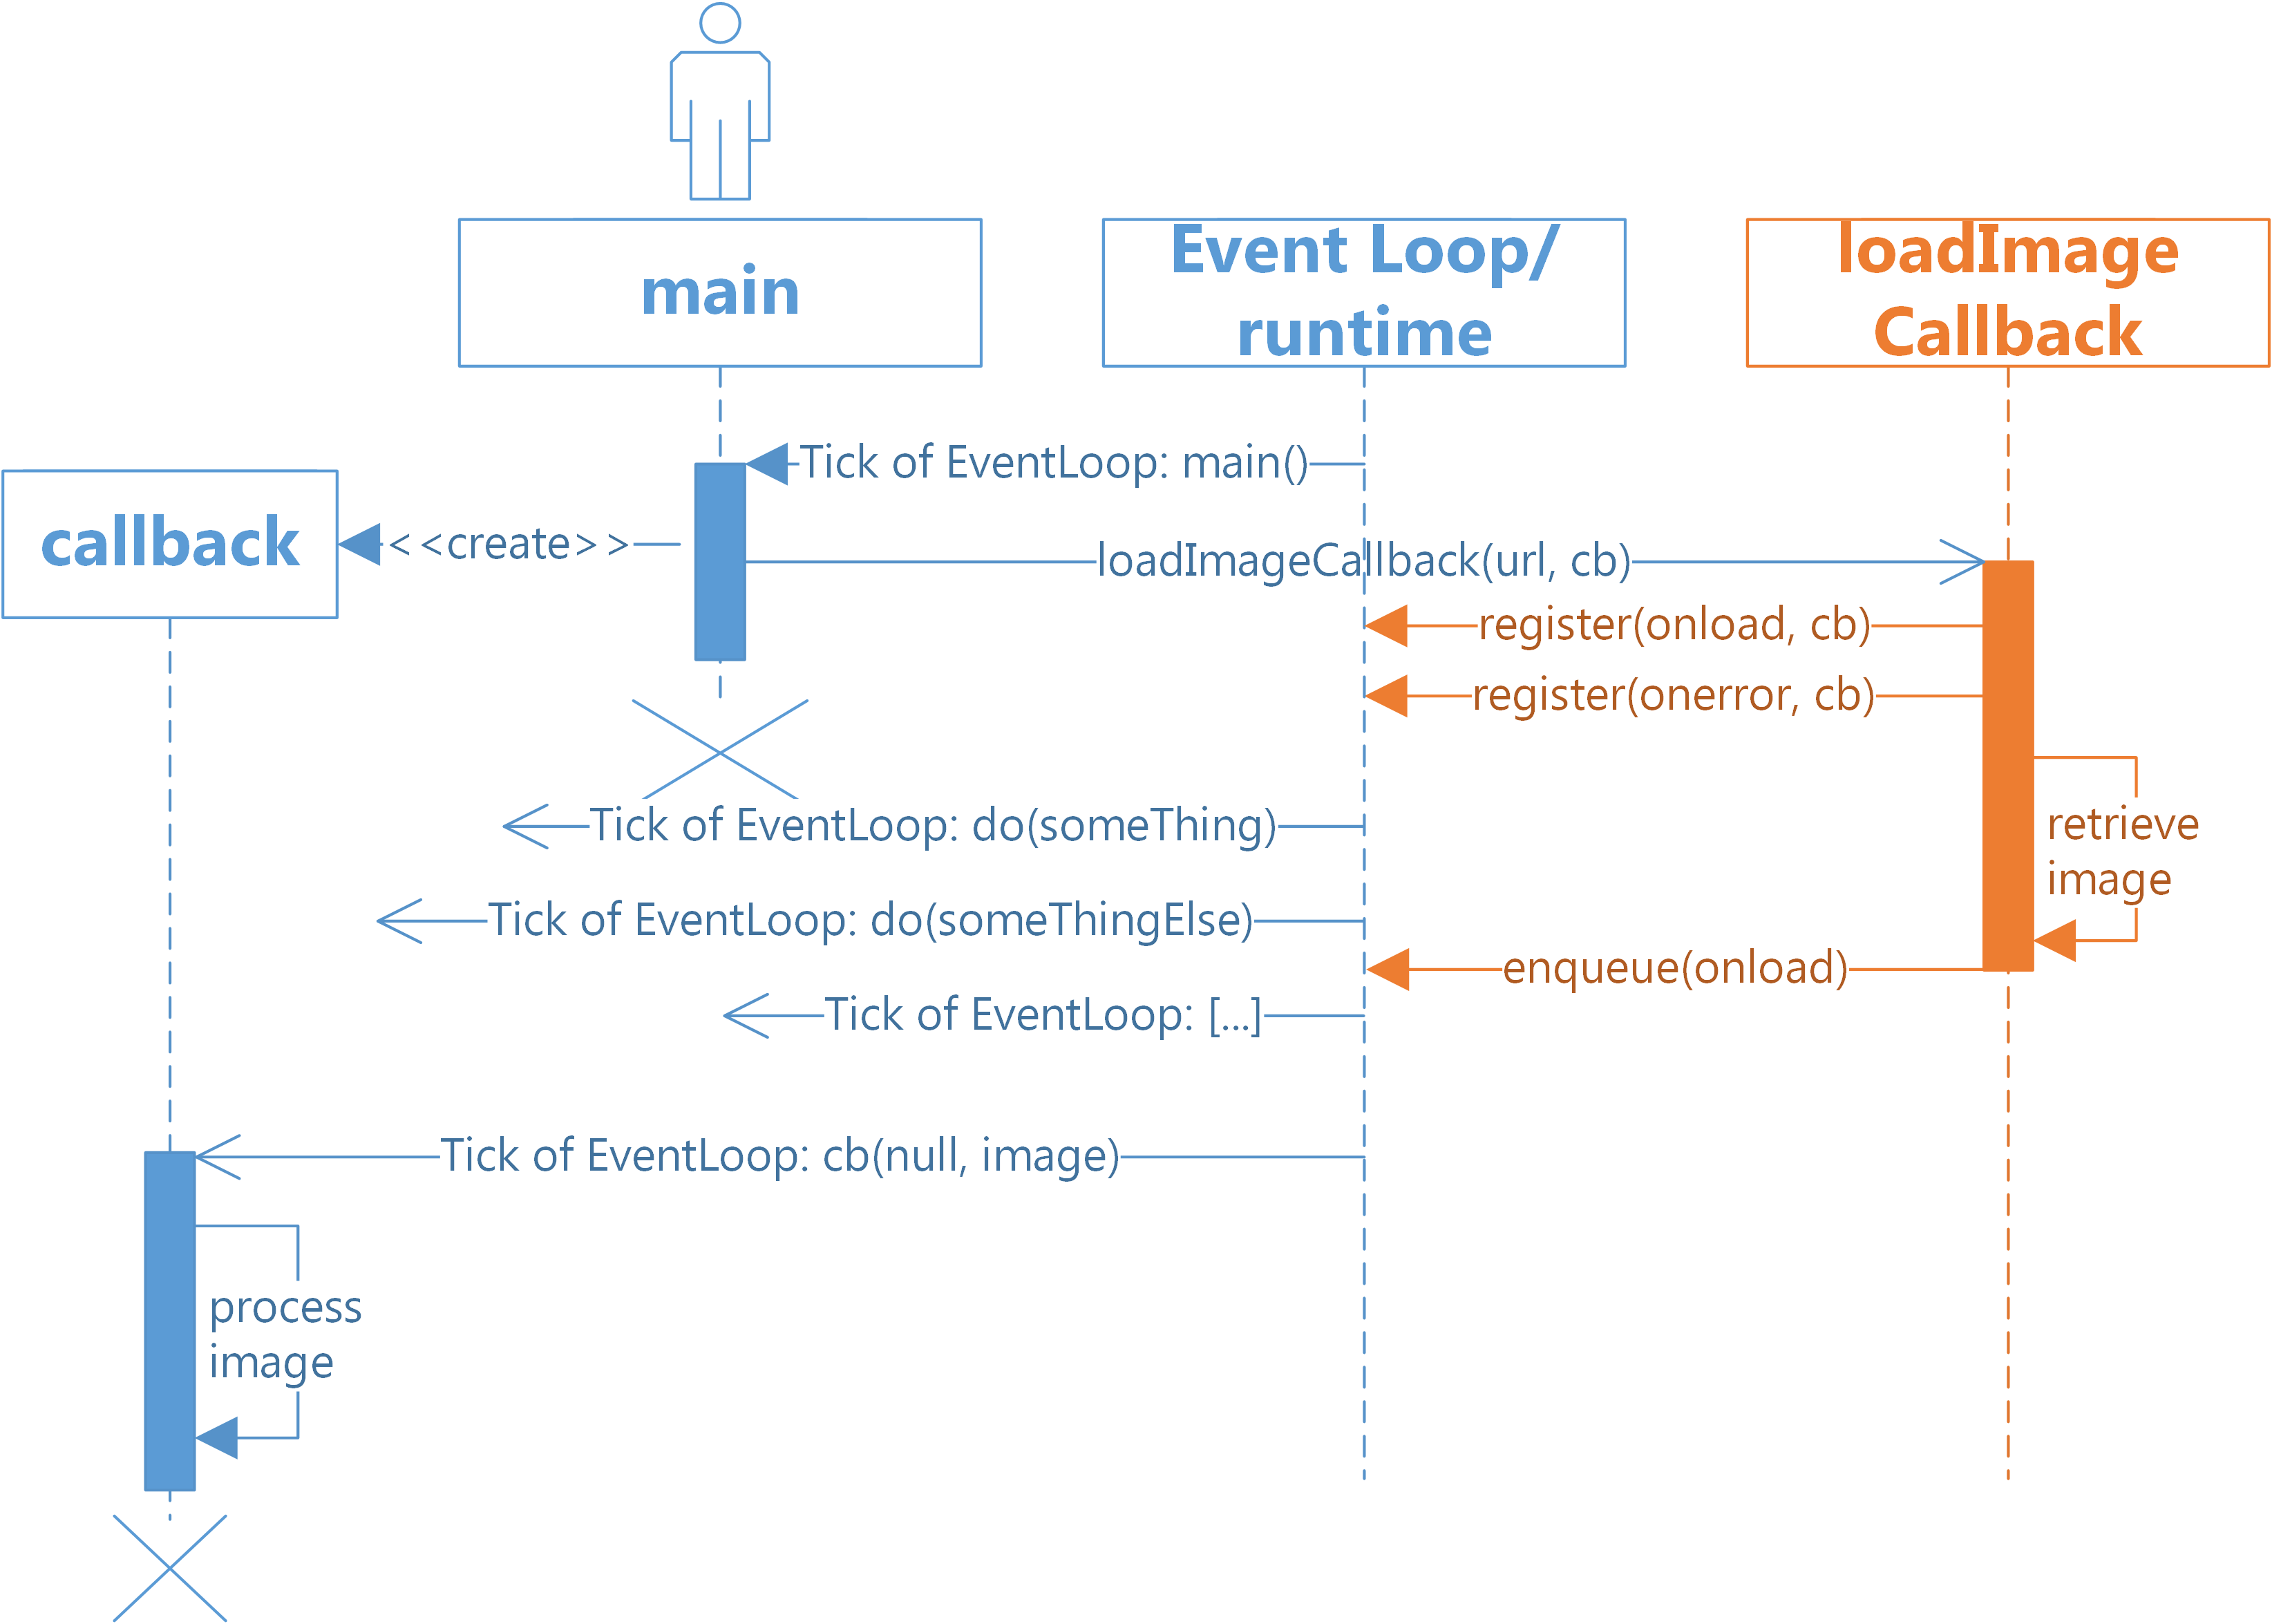 main
Event Loop/
runtime
loadImage
Callback
Tick of EventLoop: main()
callback
<<create>>
loadImageCallback(url, cb)
register(onload, cb)
register(onerror, cb)
retrieve
image
Tick of EventLoop: do(someThing)
Tick of EventLoop: do(someThingElse)
enqueue(onload)
Tick of EventLoop: [...]
Tick of EventLoop: cb(null, image)
process
image